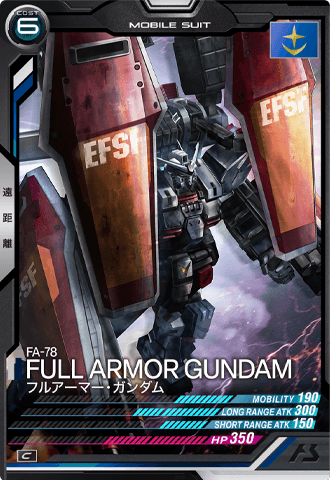 COST
6
MOBILE SUIT
EFSF
EFSF
EFSF
遠距離
FA-78
FULL ARMOR GUNDAM
フルアーマー・ガンダム
MOBILITY 190
LONG RANGE ATK 300
SHORT RANGE ATK 150
HP 350
C